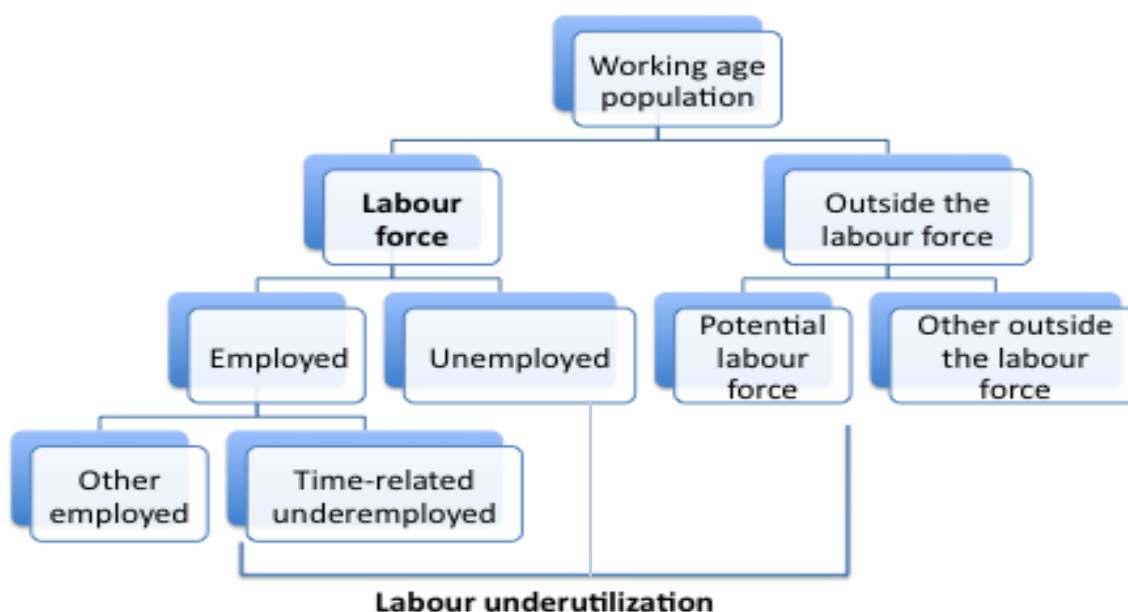 Working age
population
Labour
force
Outside the
labour force
Employed
Unemployed
Potential
labour
force
Other outside
the labour
force
Other
employed
Time-related
underemployed
Labour underutilization